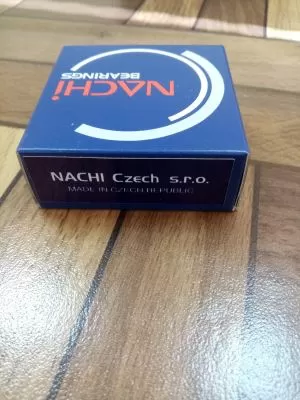 NACHI
BEARINGS
NACHI Czech s.r.o.
MADE IN CZECH REPUBLIC